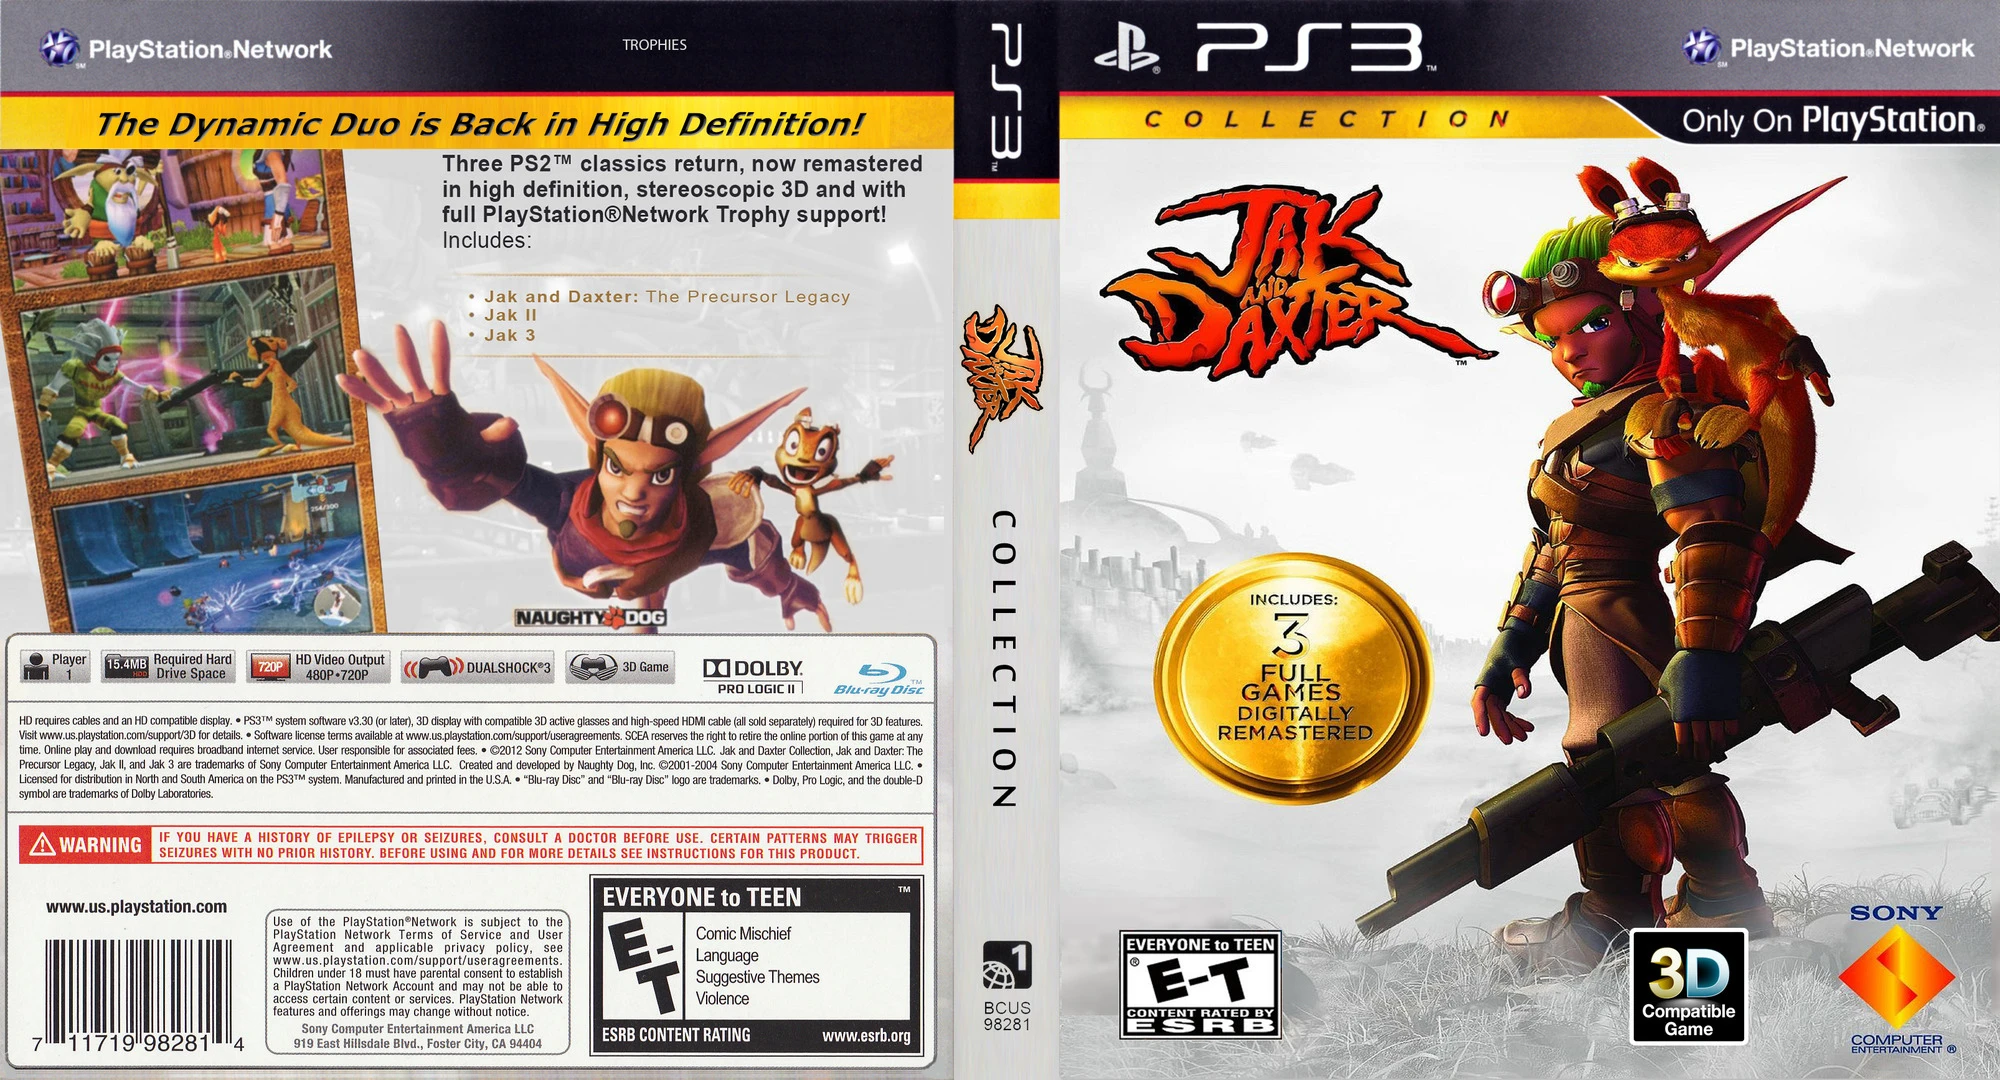 PlayStation®Network
SM
TROPHIES
The Dynamic Duo is Back in High Definition!
Three PS2™ classics return, now remastered
in high definition, stereoscopic 3D and with
full PlayStation®Network Trophy support!
Includes:
• Jak and Daxter: The Precursor Legacy
• Jak II
• Jak 3
254/300
NAUGHTY DOG
Player
1
15.4MB
HDD
Required Hard
Drive Space
720P
HD Video Output
480P•720P
DUALSHOCK®3
3D Game
DOLBY
PRO LOGIC II
Blu-ray Disc™
HD requires cables and an HD compatible display. • PS3™ system software v3.30 (or later), 3D display with compatible 3D active glasses and high-speed HDMI cable (all sold separately) required for 3D features.
Visit www.us.playstation.com/support/3D for details. • Software license terms available at www.us.playstation.com/support/useragreements. SCEA reserves the right to retire the online portion of this game at any
time. Online play and download requires broadband internet service. User responsible for associated fees. • ©2012 Sony Computer Entertainment America LLC. Jak and Daxter Collection, Jak and Daxter: The
Precursor Legacy, Jak II, and Jak 3 are trademarks of Sony Computer Entertainment America LLC. Created and developed by Naughty Dog, Inc. ©2001-2004 Sony Computer Entertainment America LLC. •
Licensed for distribution in North and South America on the PS3™ system. Manufactured and printed in the U.S.A. • “Blu-ray Disc” and “Blu-ray Disc” logo are trademarks. • Dolby, Pro Logic, and the double-D
symbol are trademarks of Dolby Laboratories.
WARNING
IF YOU HAVE A HISTORY OF EPILEPSY OR SEIZURES, CONSULT A DOCTOR BEFORE USE. CERTAIN PATTERNS MAY TRIGGER
SEIZURES WITH NO PRIOR HISTORY. BEFORE USING AND FOR MORE DETAILS SEE INSTRUCTIONS FOR THIS PRODUCT.
www.us.playstation.com
7 11719 98281 4
Use of the PlayStation®Network is subject to the
PlayStation Network Terms of Service and User
Agreement and applicable privacy policy, see
www.us.playstation.com/support/useragreements.
Children under 18 must have parental consent to establish
a PlayStation Network Account and may not be able to
access certain content or services. PlayStation Network
features and offerings may change without notice.
Sony Computer Entertainment America LLC
919 East Hillsdale Blvd., Foster City, CA 94404
EVERYONE to TEEN ™
E-T
Comic Mischief
Language
Suggestive Themes
Violence
ESRB CONTENT RATING www.esrb.org
PS3™
JAK AND DAXTER
COLLECTION
1
BCUS
98281
PS3™
PlayStation®Network
SM
COLLECTION
Only On PlayStation®
JAK
AND
DAXTER™
INCLUDES:
3
FULL
GAMES
DIGITALLY
REMASTERED
EVERYONE to TEEN
® E-T
CONTENT RATED BY
ESRB
3D
Compatible
Game
SONY
COMPUTER
ENTERTAINMENT ®